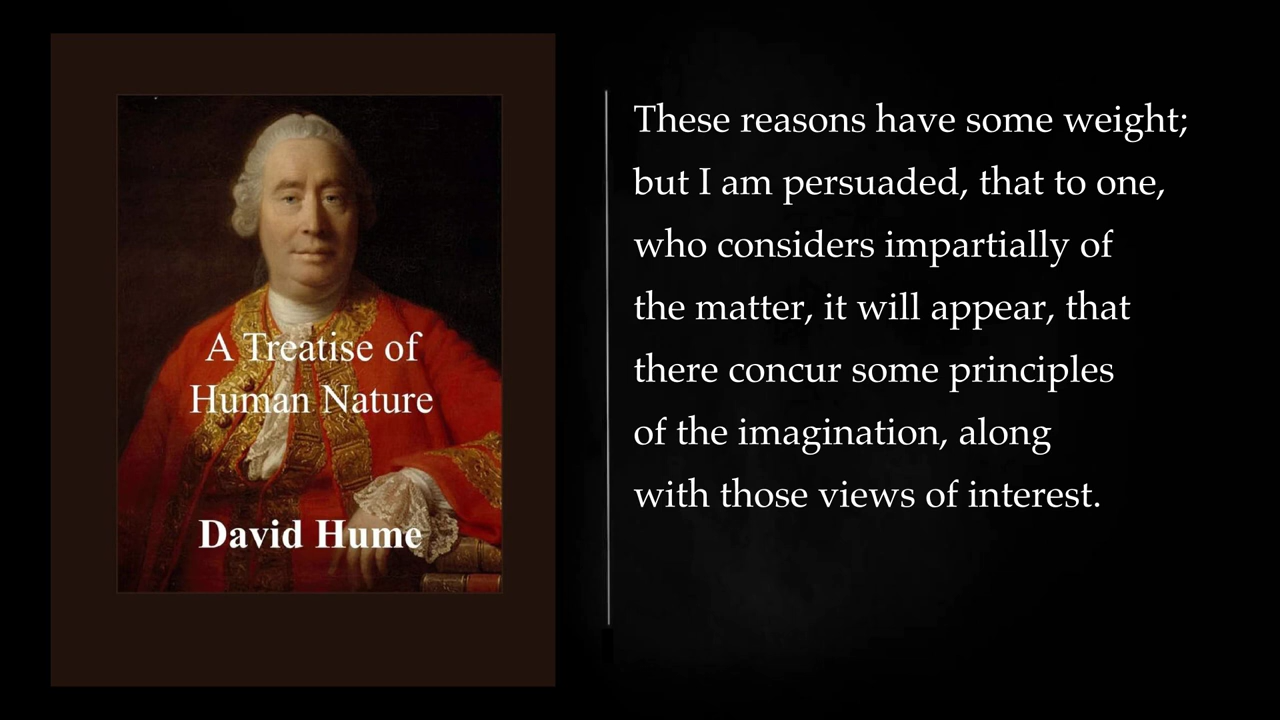 A Treatise of
Human Nature
David Hume
These reasons have some weight;
but I am persuaded, that to one,
who considers impartially of
the matter, it will appear, that
there concur some principles
of the imagination, along
with those views of interest.